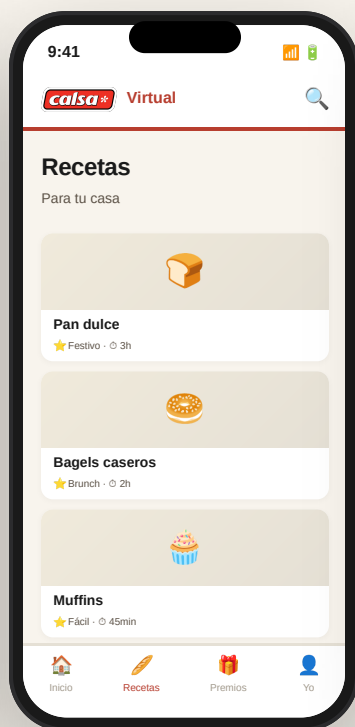 9:41
calsa
Virtual
Recetas
Para tu casa
Pan dulce
Festivo · 3h
Bagels caseros
Brunch · 2h
Muffins
Fácil · 45min
Inicio
Recetas
Premios
Yo